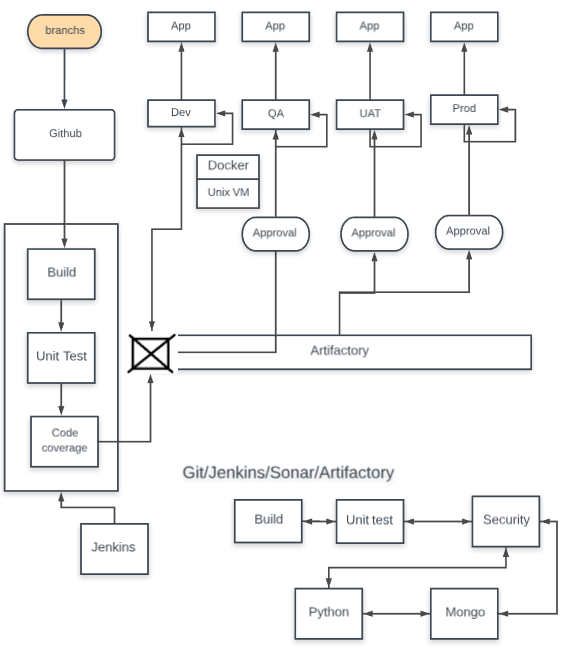 branchs
App
App
App
App
Dev
QA
UAT
Prod
Github
Docker
Unix VM
Approval
Approval
Approval
Build
Unit Test
Artifactory
Code
coverage
Git/Jenkins/Sonar/Artifactory
Build
Unit test
Security
Jenkins
Python
Mongo